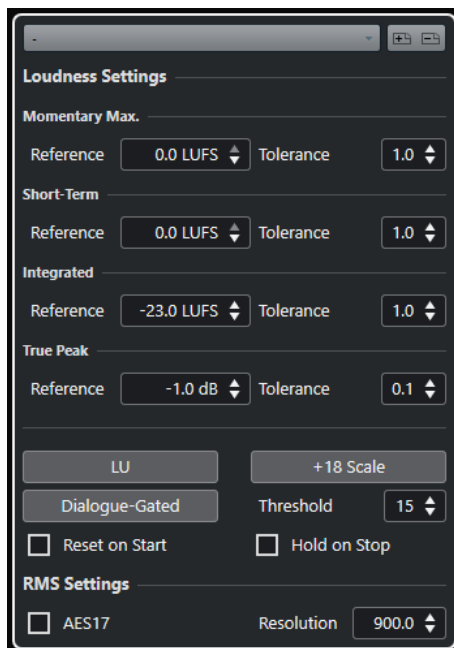 -
Loudness Settings
Momentary Max.
Reference 0.0 LUFS Tolerance 1.0
Short-Term
Reference 0.0 LUFS Tolerance 1.0
Integrated
Reference -23.0 LUFS Tolerance 1.0
True Peak
Reference -1.0 dB Tolerance 0.1
LU +18 Scale
Dialogue-Gated Threshold 15
Reset on Start Hold on Stop
RMS Settings
AES17 Resolution 900.0